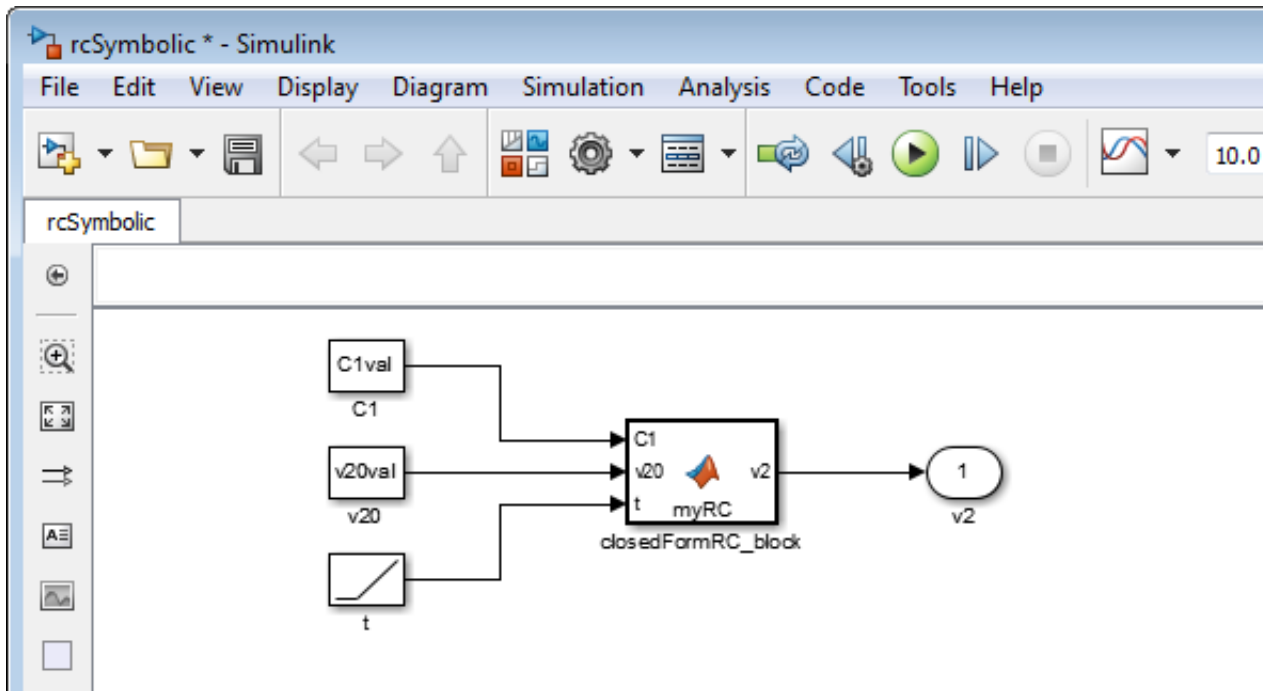 rcSymbolic * - Simulink
File Edit View Display Diagram Simulation Analysis Code Tools Help
10.0
rcSymbolic
C1val
C1
C1
v20val
v20 v2
1
t
myRC
v20
v2
closedFormRC_block
t
A